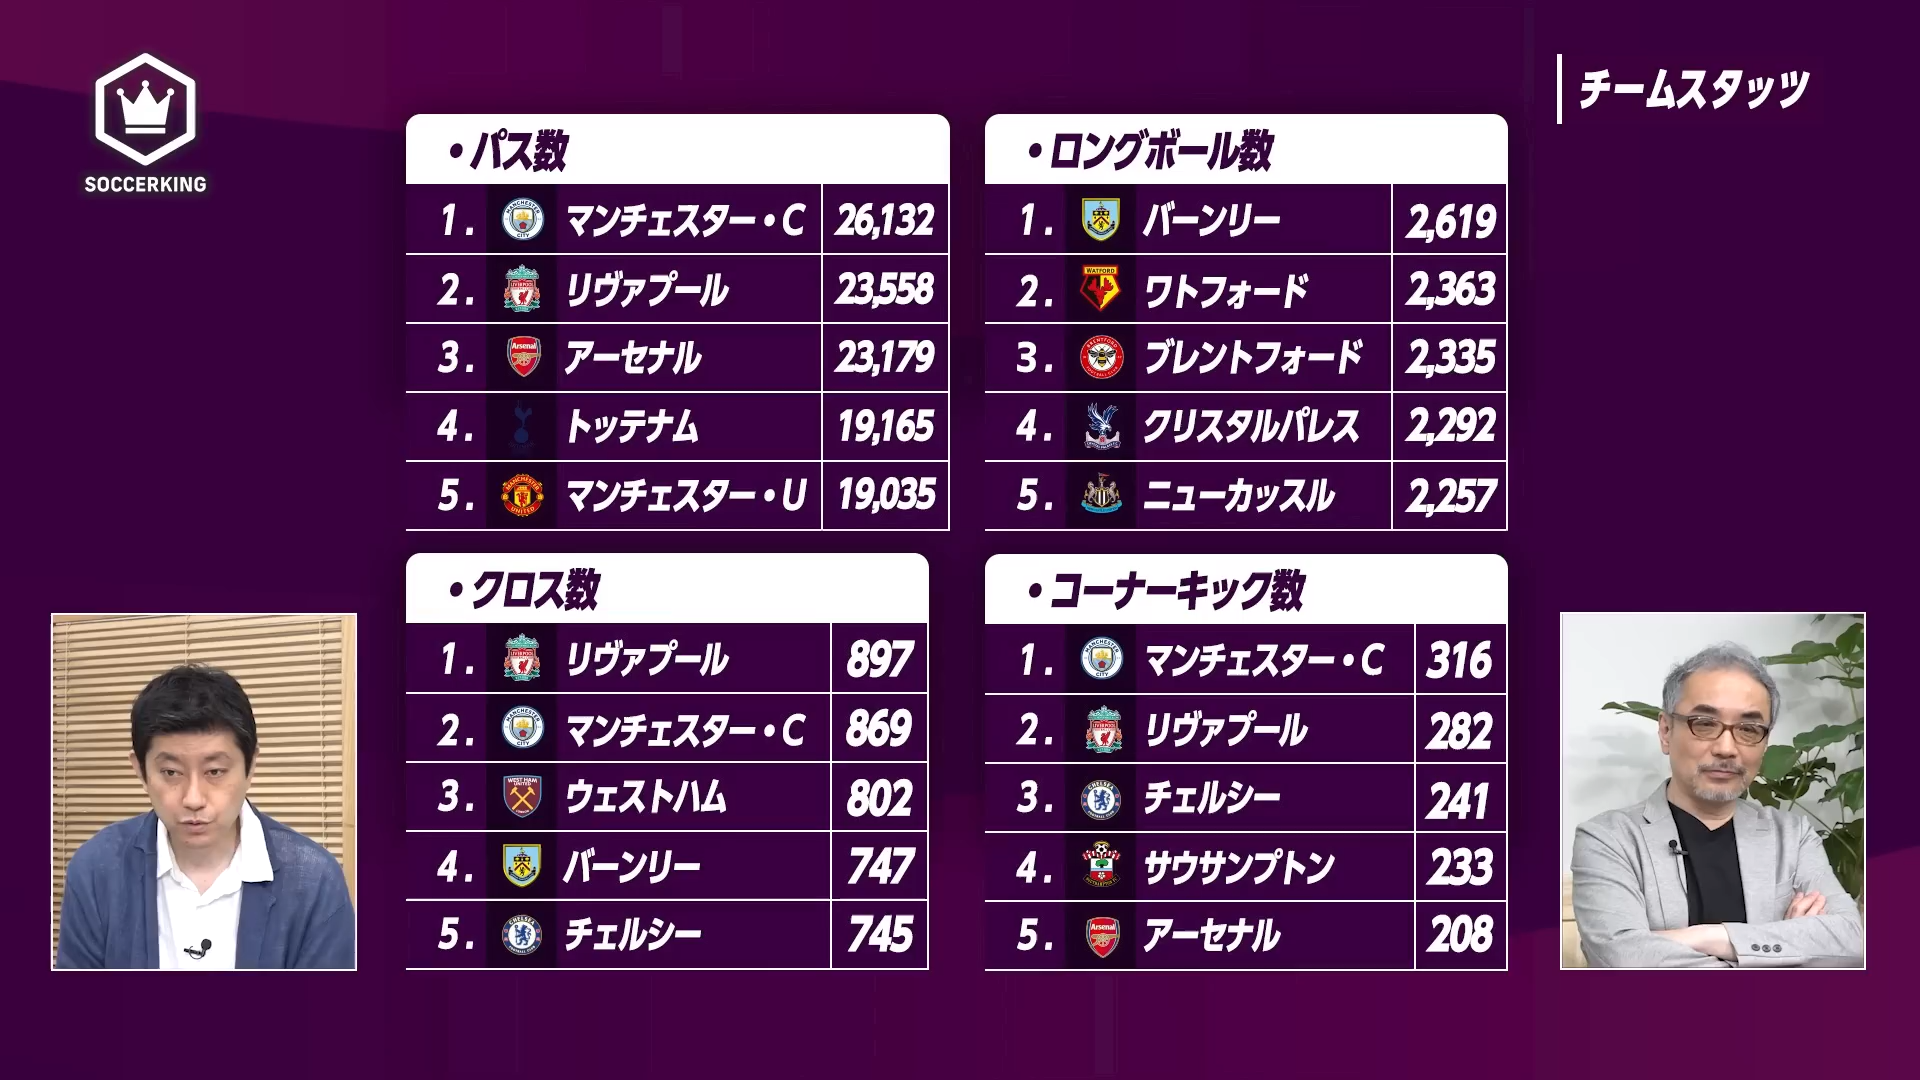 SOCCERKING
チームスタッツ
・パス数
1. マンチェスター・C 26,132
2. リヴァプール 23,558
3. アーセナル 23,179
4. トッテナム 19,165
5. マンチェスター・U 19,035
・ロングボール数
1. バーンリー 2,619
2. ワトフォード 2,363
3. ブレントフォード 2,335
4. クリスタルパレス 2,292
5. ニューカッスル 2,257
・クロス数
1. リヴァプール 897
2. マンチェスター・C 869
3. ウェストハム 802
4. バーンリー 747
5. チェルシー 745
・コーナーキック数
1. マンチェスター・C 316
2. リヴァプール 282
3. チェルシー 241
4. サウサンプトン 233
5. アーセナル 208